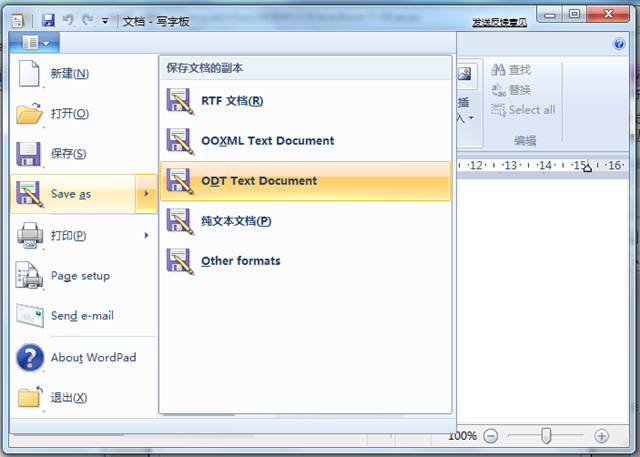 文档 - 写字板
发送反馈意见
新建(N)
打开(O)
保存(S)
Save as
打印(P)
Page setup
Send e-mail
About WordPad
退出(X)
保存文档的副本
RTF 文档(R)
OOXML Text Document
ODT Text Document
纯文本文档(P)
Other formats
插
入
查找
替换
Select all
编辑
12 13 14 15 16
100%